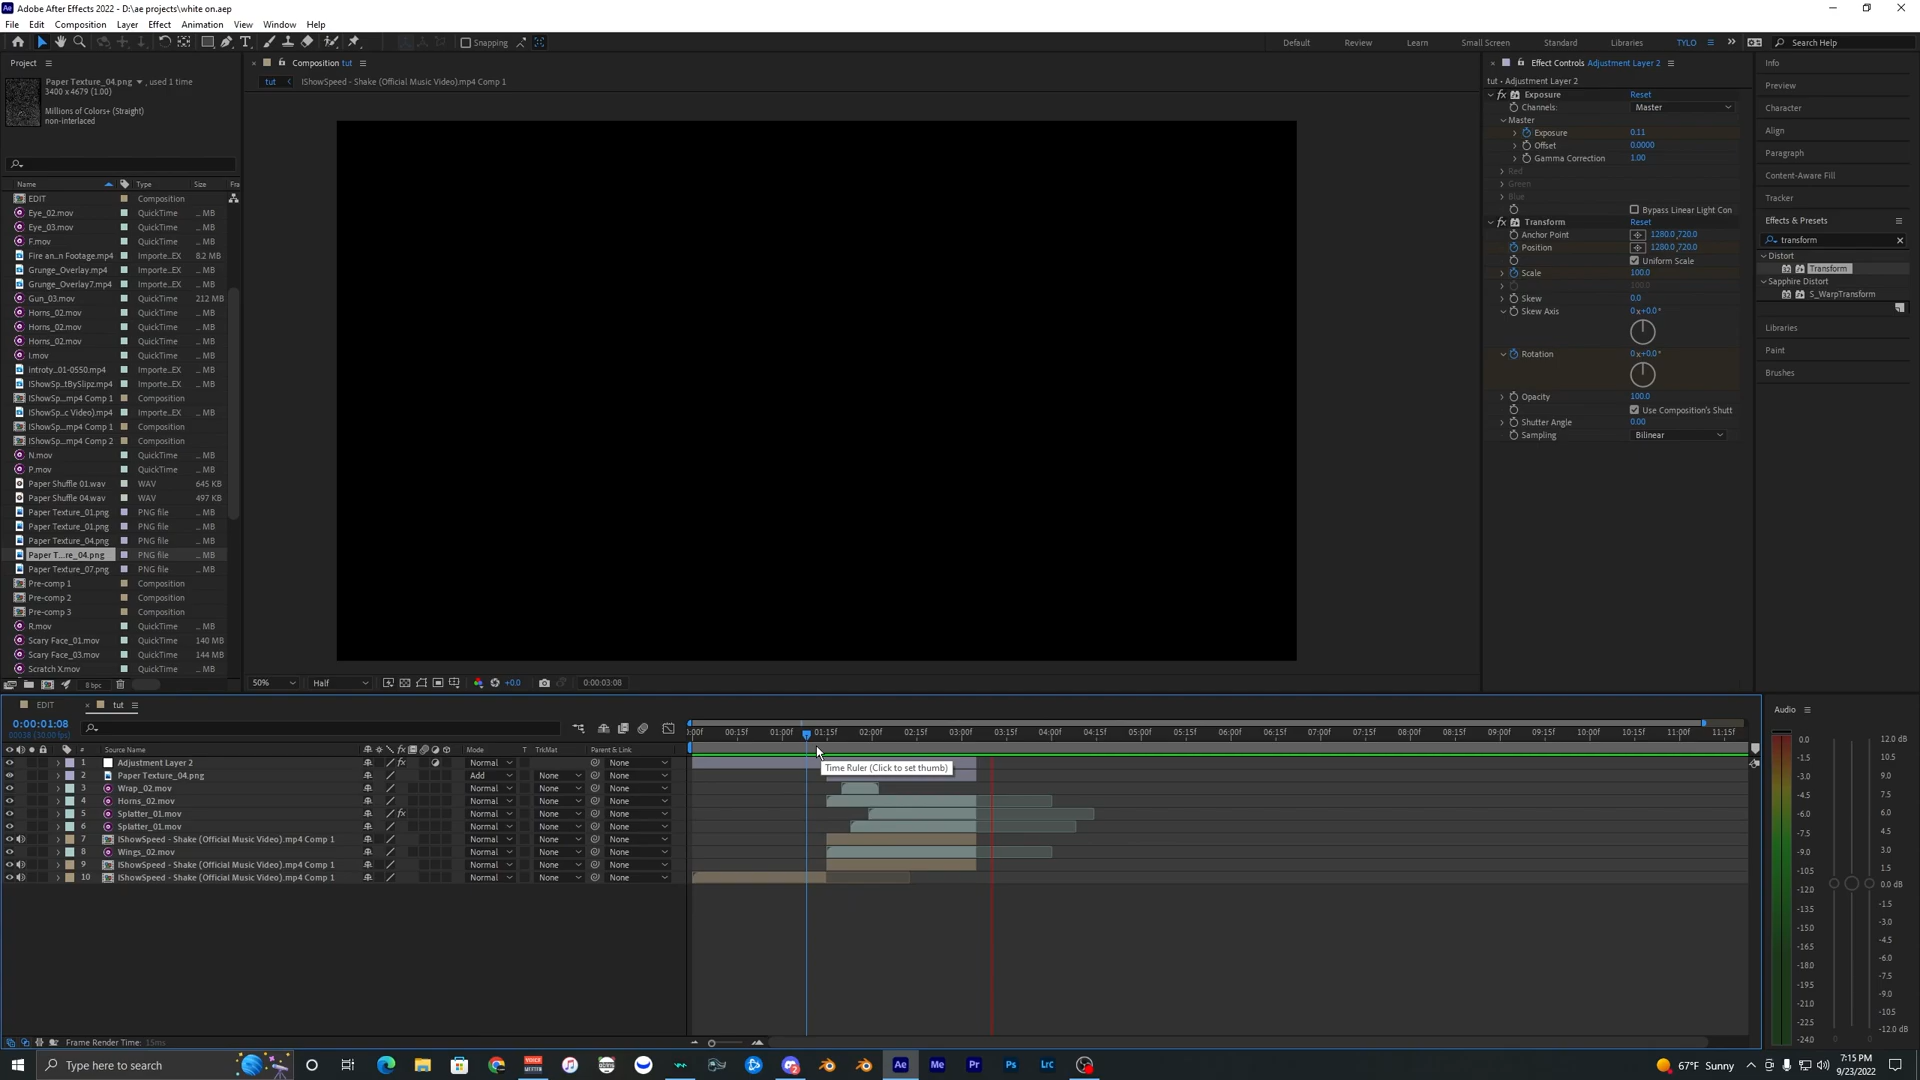 Adobe After Effects 2022 - D:\ae projects\white on.aep
File Edit Composition Layer Effect Animation View Window Help
Snapping
Default Review Learn Small Screen Standard Libraries TYLO Search Help
Project
Paper Texture_04.png , used 1 time
3400 x 4679 (1.00)
Millions of Colors+ (Straight)
non-interlaced
Name Type Size Fra
EDIT Composition
Eye_02.mov QuickTime ... MB
Eye_03.mov QuickTime ... MB
F.mov QuickTime ... MB
Fire an...n Footage.mp4 Importe...EX 8.2 MB
Grunge_Overlay.mp4 Importe...EX ... MB
Grunge_Overlay7.mp4 Importe...EX ... MB
Gun_03.mov QuickTime 212 MB
Horns_02.mov QuickTime ... MB
Horns_02.mov QuickTime ... MB
Horns_02.mov QuickTime ... MB
I.mov QuickTime ... MB
introty...01-0550.mp4 Importe...EX ... MB
IShowSp...tBySlipz.mp4 Importe...EX ... MB
IShowSp...mp4 Comp 1 Composition
IShowSp...c Video).mp4 Importe...EX ... MB
IShowSp...mp4 Comp 1 Composition
IShowSp...mp4 Comp 2 Composition
N.mov QuickTime ... MB
P.mov QuickTime ... MB
Paper Shuffle 01.wav WAV 645 KB
Paper Shuffle 04.wav WAV 497 KB
Paper Texture_01.png PNG file ... MB
Paper Texture_01.png PNG file ... MB
Paper Texture_04.png PNG file ... MB
Paper T...re_04.png PNG file ... MB
Paper Texture_07.png PNG file ... MB
Pre-comp 1 Composition
Pre-comp 2 Composition
Pre-comp 3 Composition
R.mov QuickTime ... MB
Scary Face_01.mov QuickTime 140 MB
Scary Face_03.mov QuickTime 144 MB
Scratch X.mov QuickTime ... MB
8 bpc
Composition tut
tut IShowSpeed - Shake (Official Music Video).mp4 Comp 1
50% Half +0.0 0:00:03:08
Effect Controls Adjustment Layer 2
tut • Adjustment Layer 2
fx Exposure Reset
Channels: Master
Master
Exposure 0.11
Offset 0.0000
Gamma Correction 1.00
Red
Green
Blue
Bypass Linear Light Con
fx Transform Reset
Anchor Point 1280.0,720.0
Position 1280.0,720.0
Uniform Scale
Scale 100.0
100.0
Skew 0.0
Skew Axis 0x+0.0°
Rotation 0x+0.0°
Opacity 100.0
Use Composition's Shutt
Shutter Angle 0.00
Sampling Bilinear
Info
Preview
Character
Align
Paragraph
Content-Aware Fill
Tracker
Effects & Presets
transform
Distort
Transform
Sapphire Distort
S_WarpTransform
Libraries
Paint
Brushes
EDIT tut
0:00:01:08
00038 (30.00 fps)
:00f 00:15f 01:00f 01:15f 02:00f 02:15f 03:00f 03:15f 04:00f 04:15f 05:00f 05:15f 06:00f 06:15f 07:00f 07:15f 08:00f 08:15f 09:00f 09:15f 10:00f 10:15f 11:00f 11:15f
# Source Name fx Mode T TrkMat Parent & Link
1 Adjustment Layer 2 Normal None
2 Paper Texture_04.png Add None None
3 Wrap_02.mov Normal None None
4 Horns_02.mov Normal None None
5 Splatter_01.mov fx Normal None None
6 Splatter_01.mov Normal None None
7 IShowSpeed - Shake (Official Music Video).mp4 Comp 1 Normal None None
8 Wings_02.mov Normal None None
9 IShowSpeed - Shake (Official Music Video).mp4 Comp 1 Normal None None
10 IShowSpeed - Shake (Official Music Video).mp4 Comp 1 Normal None None
Time Ruler (Click to set thumb)
Frame Render Time: 15ms
Audio
0.0 12.0 dB
-1.5 10.5
-3.0 9.0
-4.5 7.5
-6.0 6.0
-7.5 4.5
-9.0 3.0
-10.5 1.5
-12.0 0.0 dB
-13.5 -1.5
-15.0 -3.0
-16.5 -4.5
-18.0 -6.0
-19.5 -7.5
-21.0 -9.0
-22.5 -10.5
-24.0 -12.0 dB
Type here to search
VOICE
Ae Me Pr Ps LrC
67°F Sunny
7:15 PM
9/23/2022